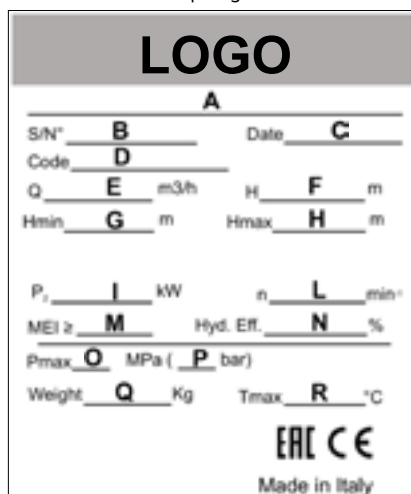 LOGO
A
S/N° B Date C
Code D
Q E m3/h H F m
Hmin G m Hmax H m
P₂ I kW n L min-
MEI ≥ M Hyd. Eff. N %
Pmax O MPa ( P bar)
Weight Q Kg Tmax R °C
EAC CE
Made in Italy